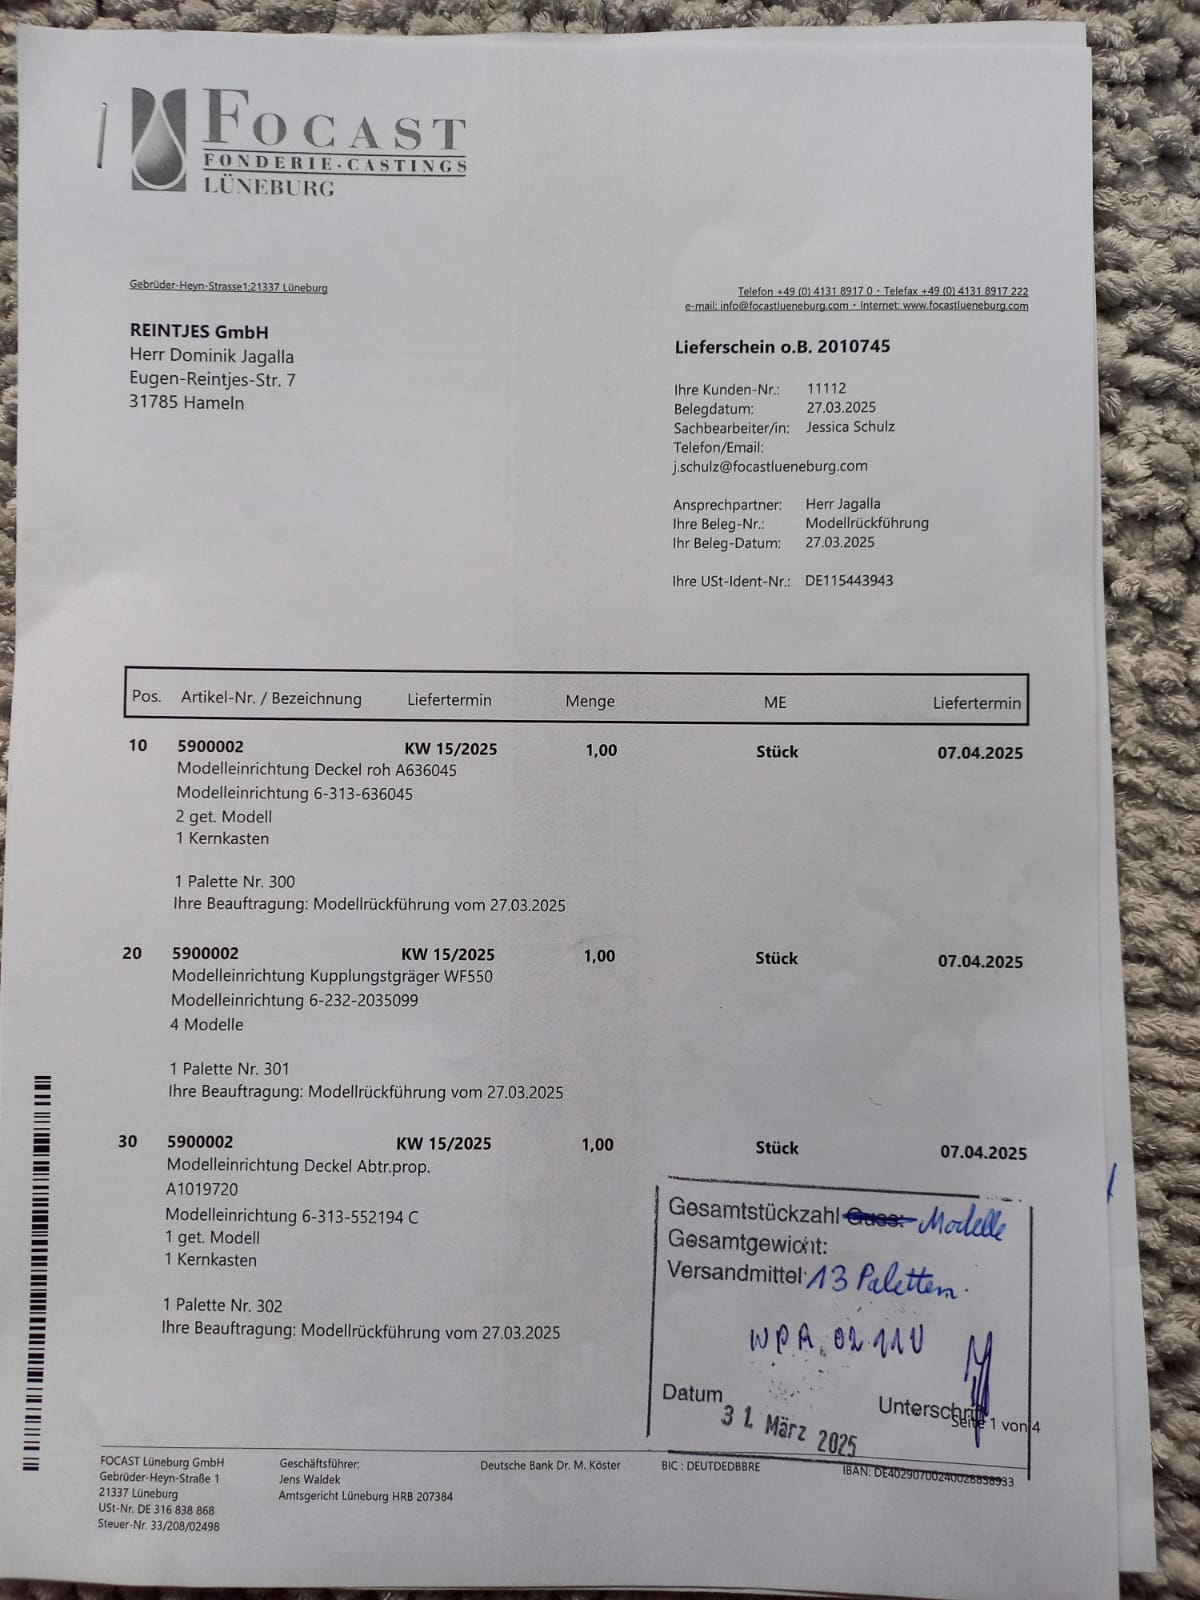 FOCAST
FONDERIE-CASTINGS
LÜNEBURG
Gebrüder-Heyn-Strasse1;21337 Lüneburg
Telefon +49 (0) 4131 8917 0 · Telefax +49 (0) 4131 8917 222
e-mail: info@focastlueneburg.com · Internet: www.focastlueneburg.com
REINTJES GmbH
Herr Dominik Jagalla
Eugen-Reintjes-Str. 7
31785 Hameln
Lieferschein o.B. 2010745
Ihre Kunden-Nr.: 11112
Belegdatum: 27.03.2025
Sachbearbeiter/in: Jessica Schulz
Telefon/Email:
j.schulz@focastlueneburg.com
Ansprechpartner: Herr Jagalla
Ihre Beleg-Nr.: Modellrückführung
Ihr Beleg-Datum: 27.03.2025
Ihre USt-Ident-Nr.: DE115443943
Pos. Artikel-Nr. / Bezeichnung Liefertermin Menge ME Liefertermin
10 5900002 KW 15/2025 1,00 Stück 07.04.2025
Modelleinrichtung Deckel roh A636045
Modelleinrichtung 6-313-636045
2 get. Modell
1 Kernkasten
1 Palette Nr. 300
Ihre Beauftragung: Modellrückführung vom 27.03.2025
20 5900002 KW 15/2025 1,00 Stück 07.04.2025
Modelleinrichtung Kupplungstgräger WF550
Modelleinrichtung 6-232-2035099
4 Modelle
1 Palette Nr. 301
Ihre Beauftragung: Modellrückführung vom 27.03.2025
30 5900002 KW 15/2025 1,00 Stück 07.04.2025
Modelleinrichtung Deckel Abtr.prop.
A1019720
Modelleinrichtung 6-313-552194 C
1 get. Modell
1 Kernkasten
1 Palette Nr. 302
Ihre Beauftragung: Modellrückführung vom 27.03.2025
Gesamtstückzahl Guss: Modelle
Gesamtgewicht:
Versandmittel: 13 Paletten.
WPA 02 11U
Datum Unterschrift
31. März 2025
Seite 1 von 4
FOCAST Lüneburg GmbH
Gebrüder-Heyn-Straße 1
21337 Lüneburg
USt-Nr. DE 316 838 868
Steuer-Nr. 33/208/02498
Geschäftsführer:
Jens Waldek
Amtsgericht Lüneburg HRB 207384
Deutsche Bank Dr. M. Köster
BIC : DEUTDEDBBRE
IBAN: DE40290700240028858933